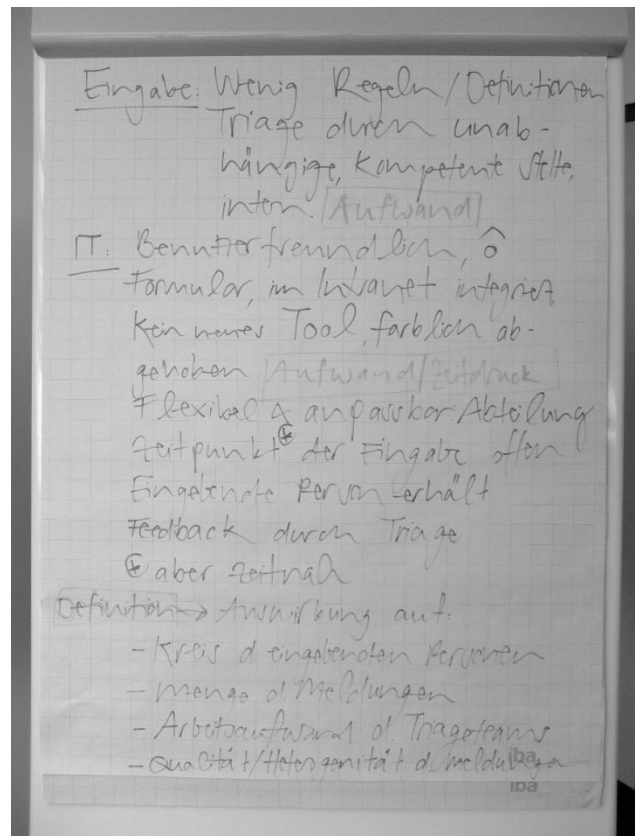 Eingabe: Wenig Regeln/Definitionen
Triage durch unab-
hängige, kompetente Stelle,
intern. [Aufwand]
IT: Benutzerfreundlich, ô
Formular, im Intranet integriert,
Kein neues Tool, farblich ab-
gehoben [Aufwand/Zeitdruck
Flexibel & anpassbar: Abteilung
Zeitpunkt der Eingabe offen
Eingebende Person erhält
Feedback durch Triage
aber zeitnah
Definition → Auswirkung auf:
- Kreis d. eingebenden Personen
- Menge d. Meldungen
- Arbeitsaufwand d. Triageteams
- Qualität/Heterogenität d. Meldungen
iba
iba